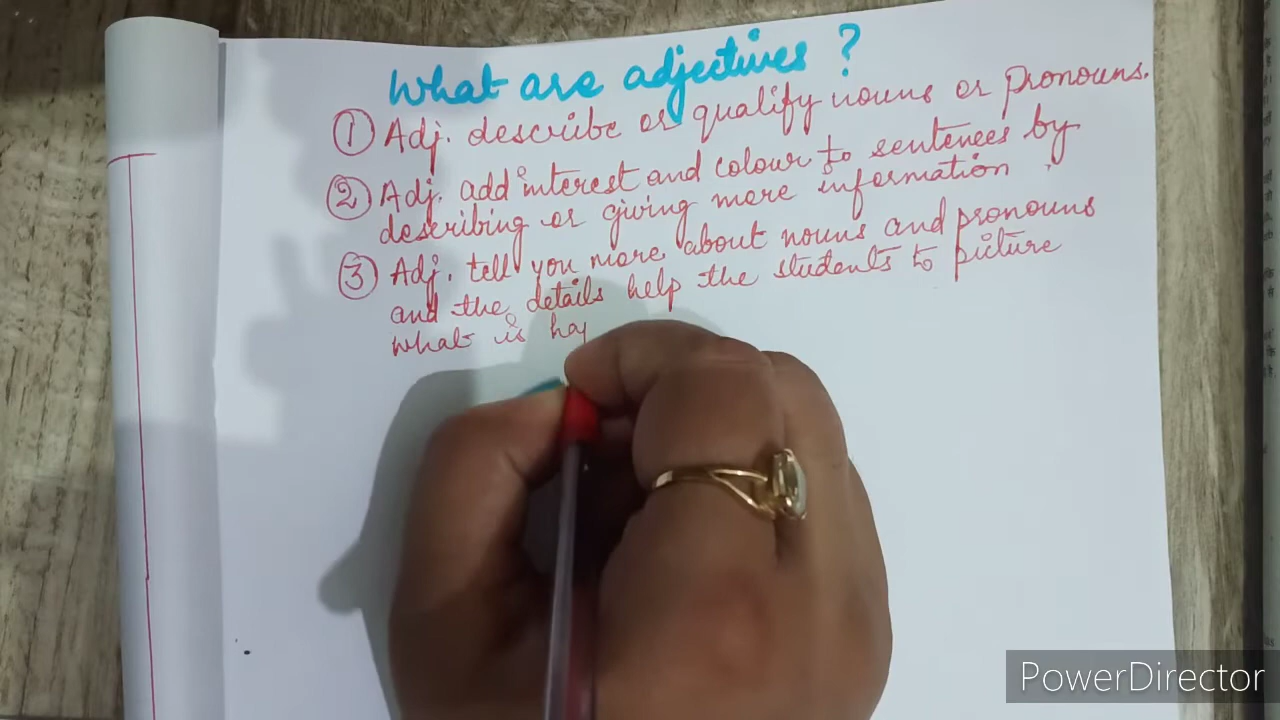 What are adjectives ?
① Adj. describe or qualify nouns or pronouns.
② Adj. add interest and colour to sentences by
describing or giving more information .
③ Adj. tell you more about nouns and pronouns
and the details help the students to picture
what is hap
PowerDirector